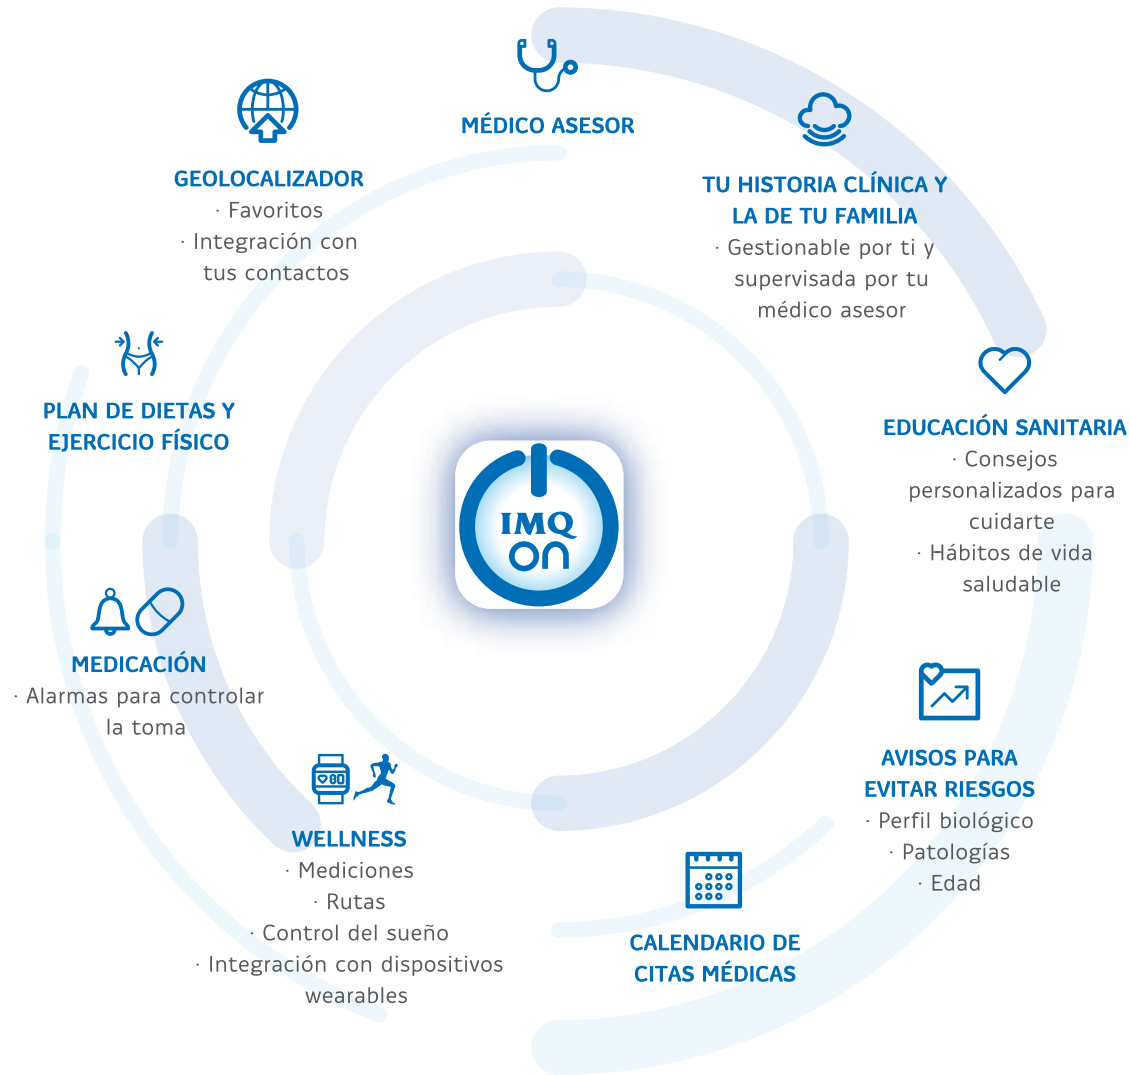 MÉDICO ASESOR
TU HISTORIA CLÍNICA Y
LA DE TU FAMILIA
· Gestionable por ti y
supervisada por tu
médico asesor
EDUCACIÓN SANITARIA
· Consejos
personalizados para
cuidarte
· Hábitos de vida
saludable
AVISOS PARA
EVITAR RIESGOS
· Perfil biológico
· Patologías
· Edad
CALENDARIO DE
CITAS MÉDICAS
80
WELLNESS
· Mediciones
· Rutas
· Control del sueño
· Integración con dispositivos
wearables
MEDICACIÓN
· Alarmas para controlar
la toma
PLAN DE DIETAS Y
EJERCICIO FÍSICO
GEOLOCALIZADOR
· Favoritos
· Integración con
tus contactos
IMQ
on